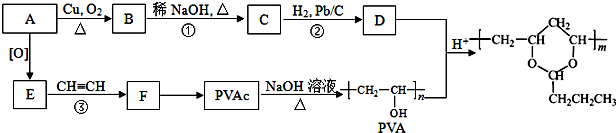 A Cu, O₂ △ B 稀 NaOH, △ ① C H₂, Pb/C ② D
[O] H⁺
E CH≡CH ③ F PVAc NaOH 溶液 △ –[CH₂–CH]ₙ– OH PVA
–[CH₂–CH CH₂ CH]ₘ– O O CH CH₂CH₂CH₃